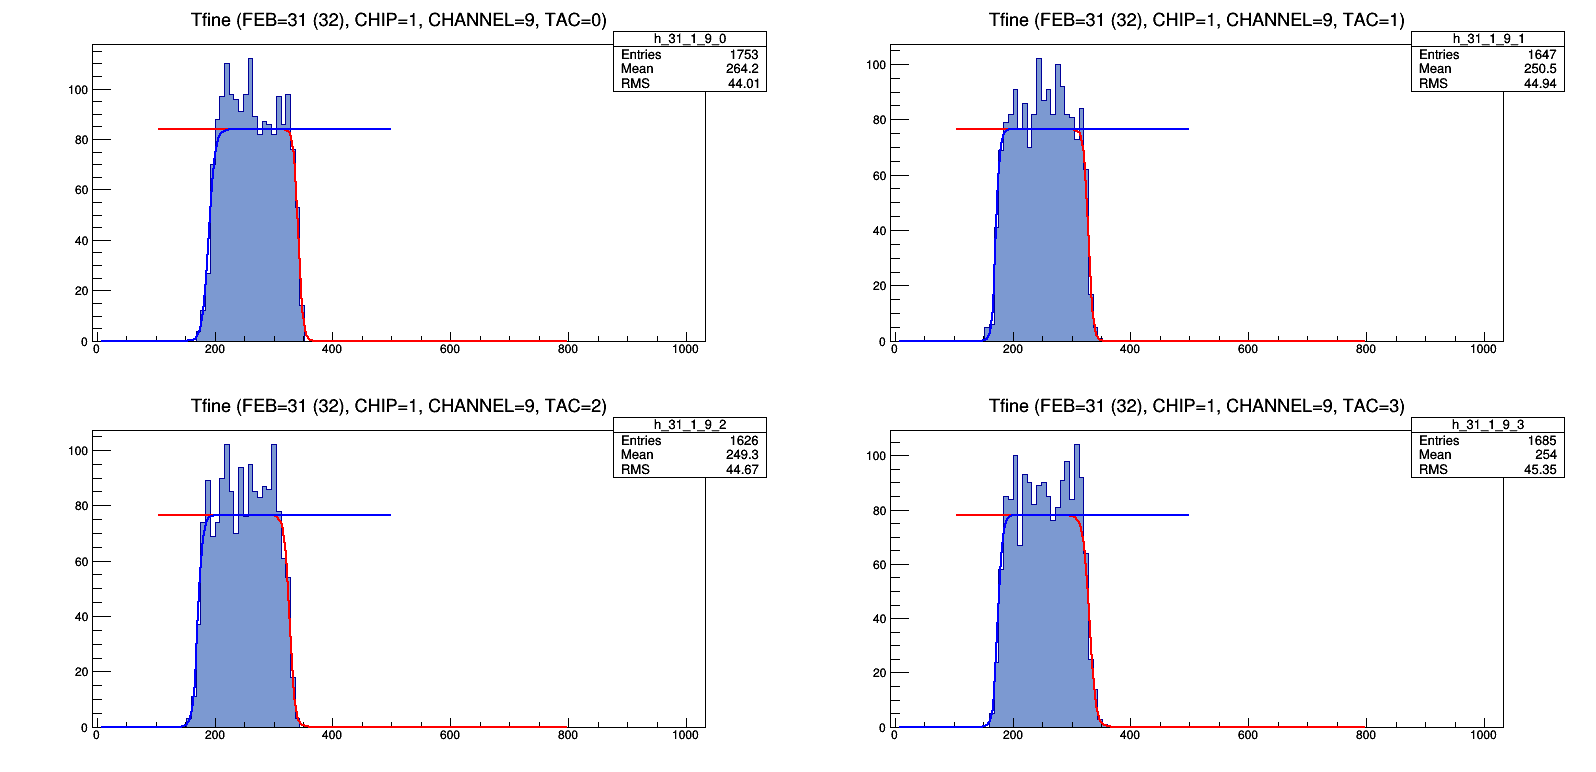 Tfine (FEB=31 (32), CHIP=1, CHANNEL=9, TAC=0)
h_31_1_9_0
Entries 1753
Mean 264.2
RMS 44.01
100
80
60
40
20
0
0 200 400 600 800 1000
Tfine (FEB=31 (32), CHIP=1, CHANNEL=9, TAC=1)
h_31_1_9_1
Entries 1647
Mean 250.5
RMS 44.94
100
80
60
40
20
0
0 200 400 600 800 1000
Tfine (FEB=31 (32), CHIP=1, CHANNEL=9, TAC=2)
h_31_1_9_2
Entries 1626
Mean 249.3
RMS 44.67
100
80
60
40
20
0
0 200 400 600 800 1000
Tfine (FEB=31 (32), CHIP=1, CHANNEL=9, TAC=3)
h_31_1_9_3
Entries 1685
Mean 254
RMS 45.35
100
80
60
40
20
0
0 200 400 600 800 1000